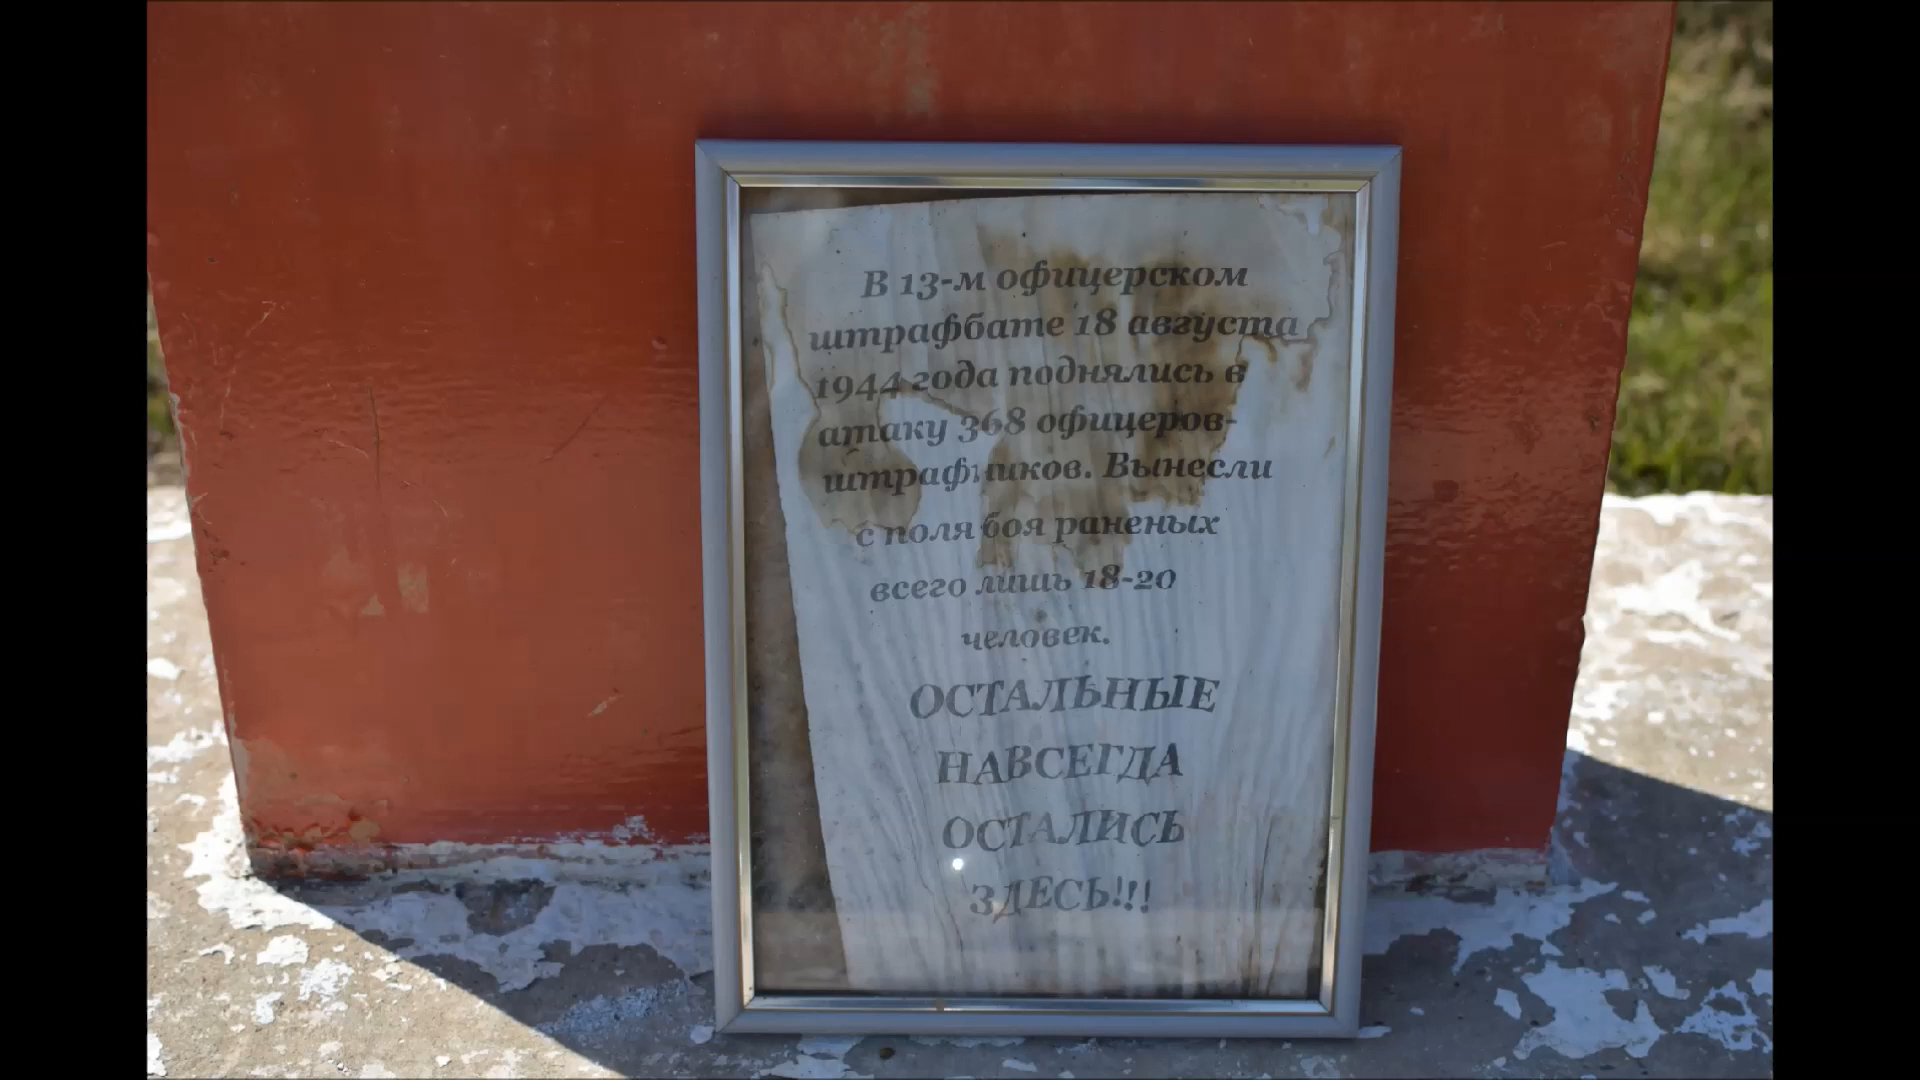 В 13-м офицерском
штрафбате 18 августа
1944 года поднялись в
атаку 368 офицеров-
штрафников. Вынесли
с поля боя раненых
всего лишь 18-20
человек.
ОСТАЛЬНЫЕ
НАВСЕГДА
ОСТАЛИСЬ
ЗДЕСЬ!!!